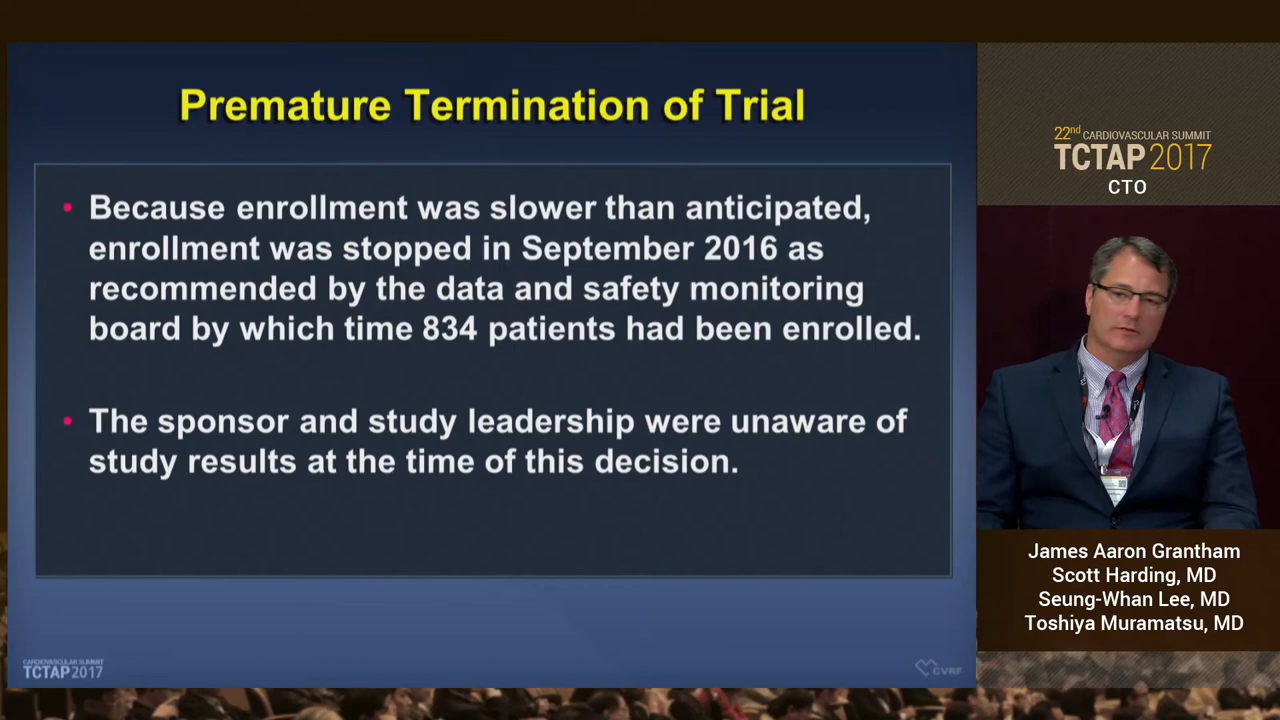 Premature Termination of Trial
• Because enrollment was slower than anticipated,
enrollment was stopped in September 2016 as
recommended by the data and safety monitoring
board by which time 834 patients had been enrolled.
• The sponsor and study leadership were unaware of
study results at the time of this decision.
CARDIOVASCULAR SUMMIT
TCTAP2017
CVRF
22nd CARDIOVASCULAR SUMMIT
TCTAP 2017
CTO
James Aaron Grantham
Scott Harding, MD
Seung-Whan Lee, MD
Toshiya Muramatsu, MD